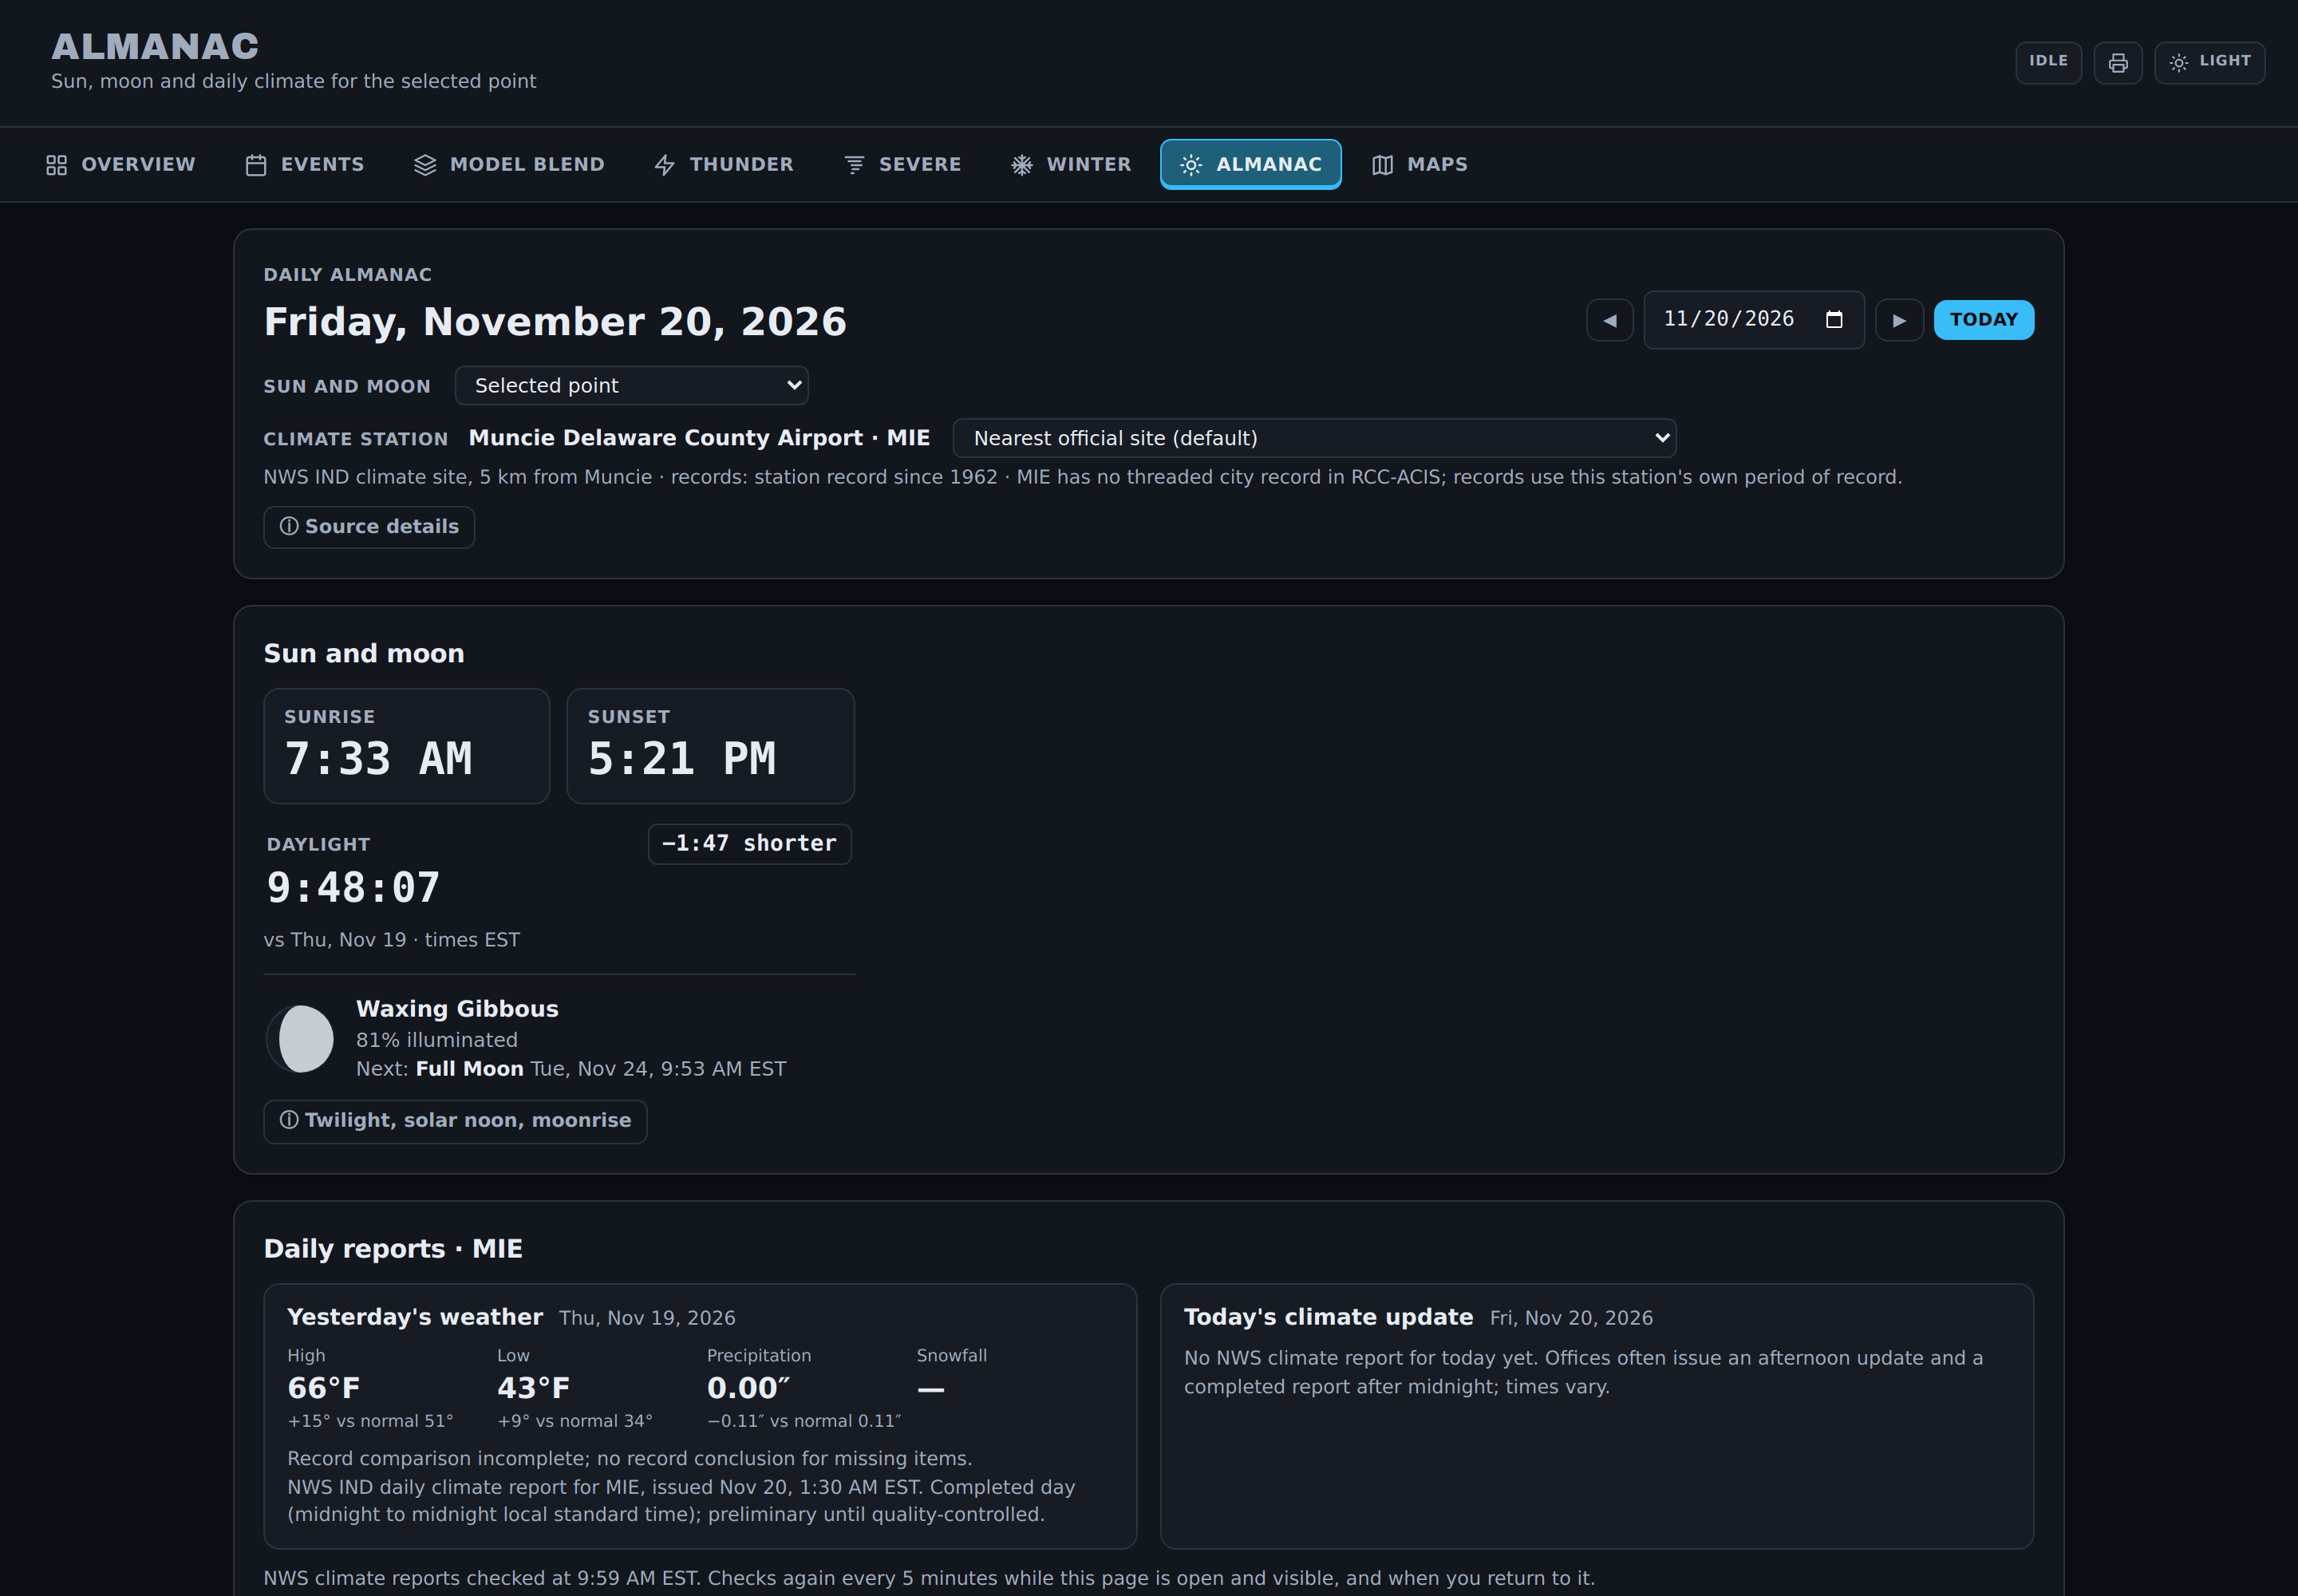 ALMANAC
Sun, moon and daily climate for the selected point
IDLE
LIGHT
OVERVIEW
EVENTS
MODEL BLEND
THUNDER
SEVERE
WINTER
ALMANAC
MAPS
DAILY ALMANAC
Friday, November 20, 2026
◀
11/20/2026
▶
TODAY
SUN AND MOON
Selected point
CLIMATE STATION
Muncie Delaware County Airport · MIE
Nearest official site (default)
NWS IND climate site, 5 km from Muncie · records: station record since 1962 · MIE has no threaded city record in RCC-ACIS; records use this station's own period of record.
ⓘ Source details
Sun and moon
SUNRISE
7:33 AM
SUNSET
5:21 PM
DAYLIGHT
−1:47 shorter
9:48:07
vs Thu, Nov 19 · times EST
Waxing Gibbous
81% illuminated
Next: Full Moon Tue, Nov 24, 9:53 AM EST
ⓘ Twilight, solar noon, moonrise
Daily reports · MIE
Yesterday's weather Thu, Nov 19, 2026
High
66°F
+15° vs normal 51°
Low
43°F
+9° vs normal 34°
Precipitation
0.00″
−0.11″ vs normal 0.11″
Snowfall
—
Record comparison incomplete; no record conclusion for missing items.
NWS IND daily climate report for MIE, issued Nov 20, 1:30 AM EST. Completed day
(midnight to midnight local standard time); preliminary until quality-controlled.
Today's climate update Fri, Nov 20, 2026
No NWS climate report for today yet. Offices often issue an afternoon update and a
completed report after midnight; times vary.
NWS climate reports checked at 9:59 AM EST. Checks again every 5 minutes while this page is open and visible, and when you return to it.